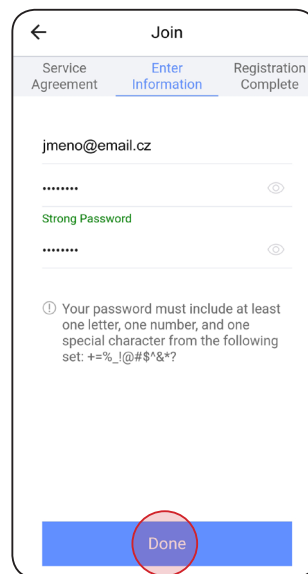 Join
Service Agreement
Enter Information
Registration Complete
jmeno@email.cz
••••••••
Strong Password
••••••••
Your password must include at least
one letter, one number, and one
special character from the following
set: +=%_!@#$^&*?
Done